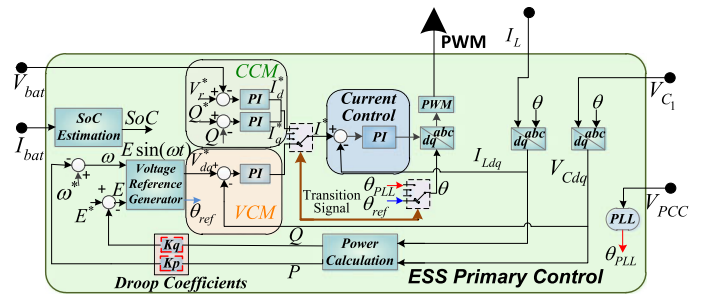 PWM
I_L
V_bat
CCM
V_r^*
I_d^*
PI
Q^*
PI
Q
I_q^*
I^*
Current
Control
PI
PWM
abc
dq
θ
abc
dq
θ
abc
dq
V_C1
I_bat
SoC
Estimation
SoC
ω
E sin(ωt)
ω^*
E
E^*
Voltage
Reference
Generator
V_dq^*
PI
θ_ref
VCM
Transition
Signal
θ_PLL
θ_ref
θ
I_Ldq
V_Cdq
V_PCC
PLL
θ_PLL
Kq
Kp
Droop Coefficients
Q
P
Power
Calculation
ESS Primary Control